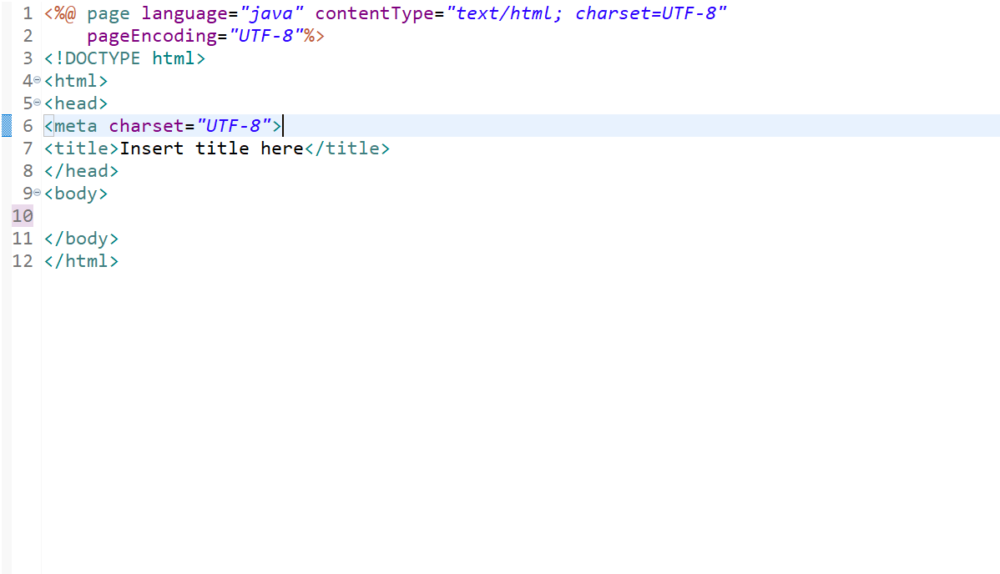 1 <%@ page language="java" contentType="text/html; charset=UTF-8"
2     pageEncoding="UTF-8"%>
3 <!DOCTYPE html>
4 <html>
5 <head>
6 <meta charset="UTF-8">
7 <title>Insert title here</title>
8 </head>
9 <body>
10
11 </body>
12 </html>